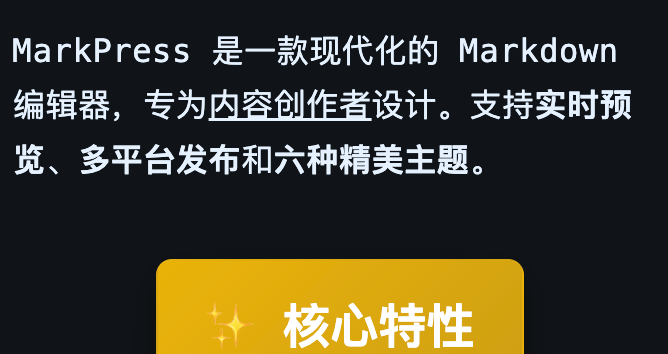 MarkPress 是一款现代化的 Markdown
编辑器，专为内容创作者设计。支持实时预
览、多平台发布和六种精美主题。
✨ 核心特性